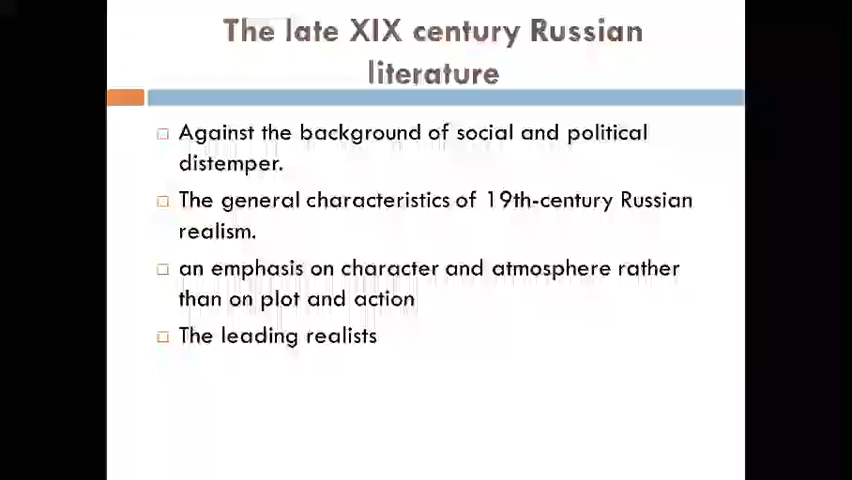 The late XIX century Russian
literature
Against the background of social and political
distemper.
The general characteristics of 19th-century Russian
realism.
an emphasis on character and atmosphere rather
than on plot and action
The leading realists